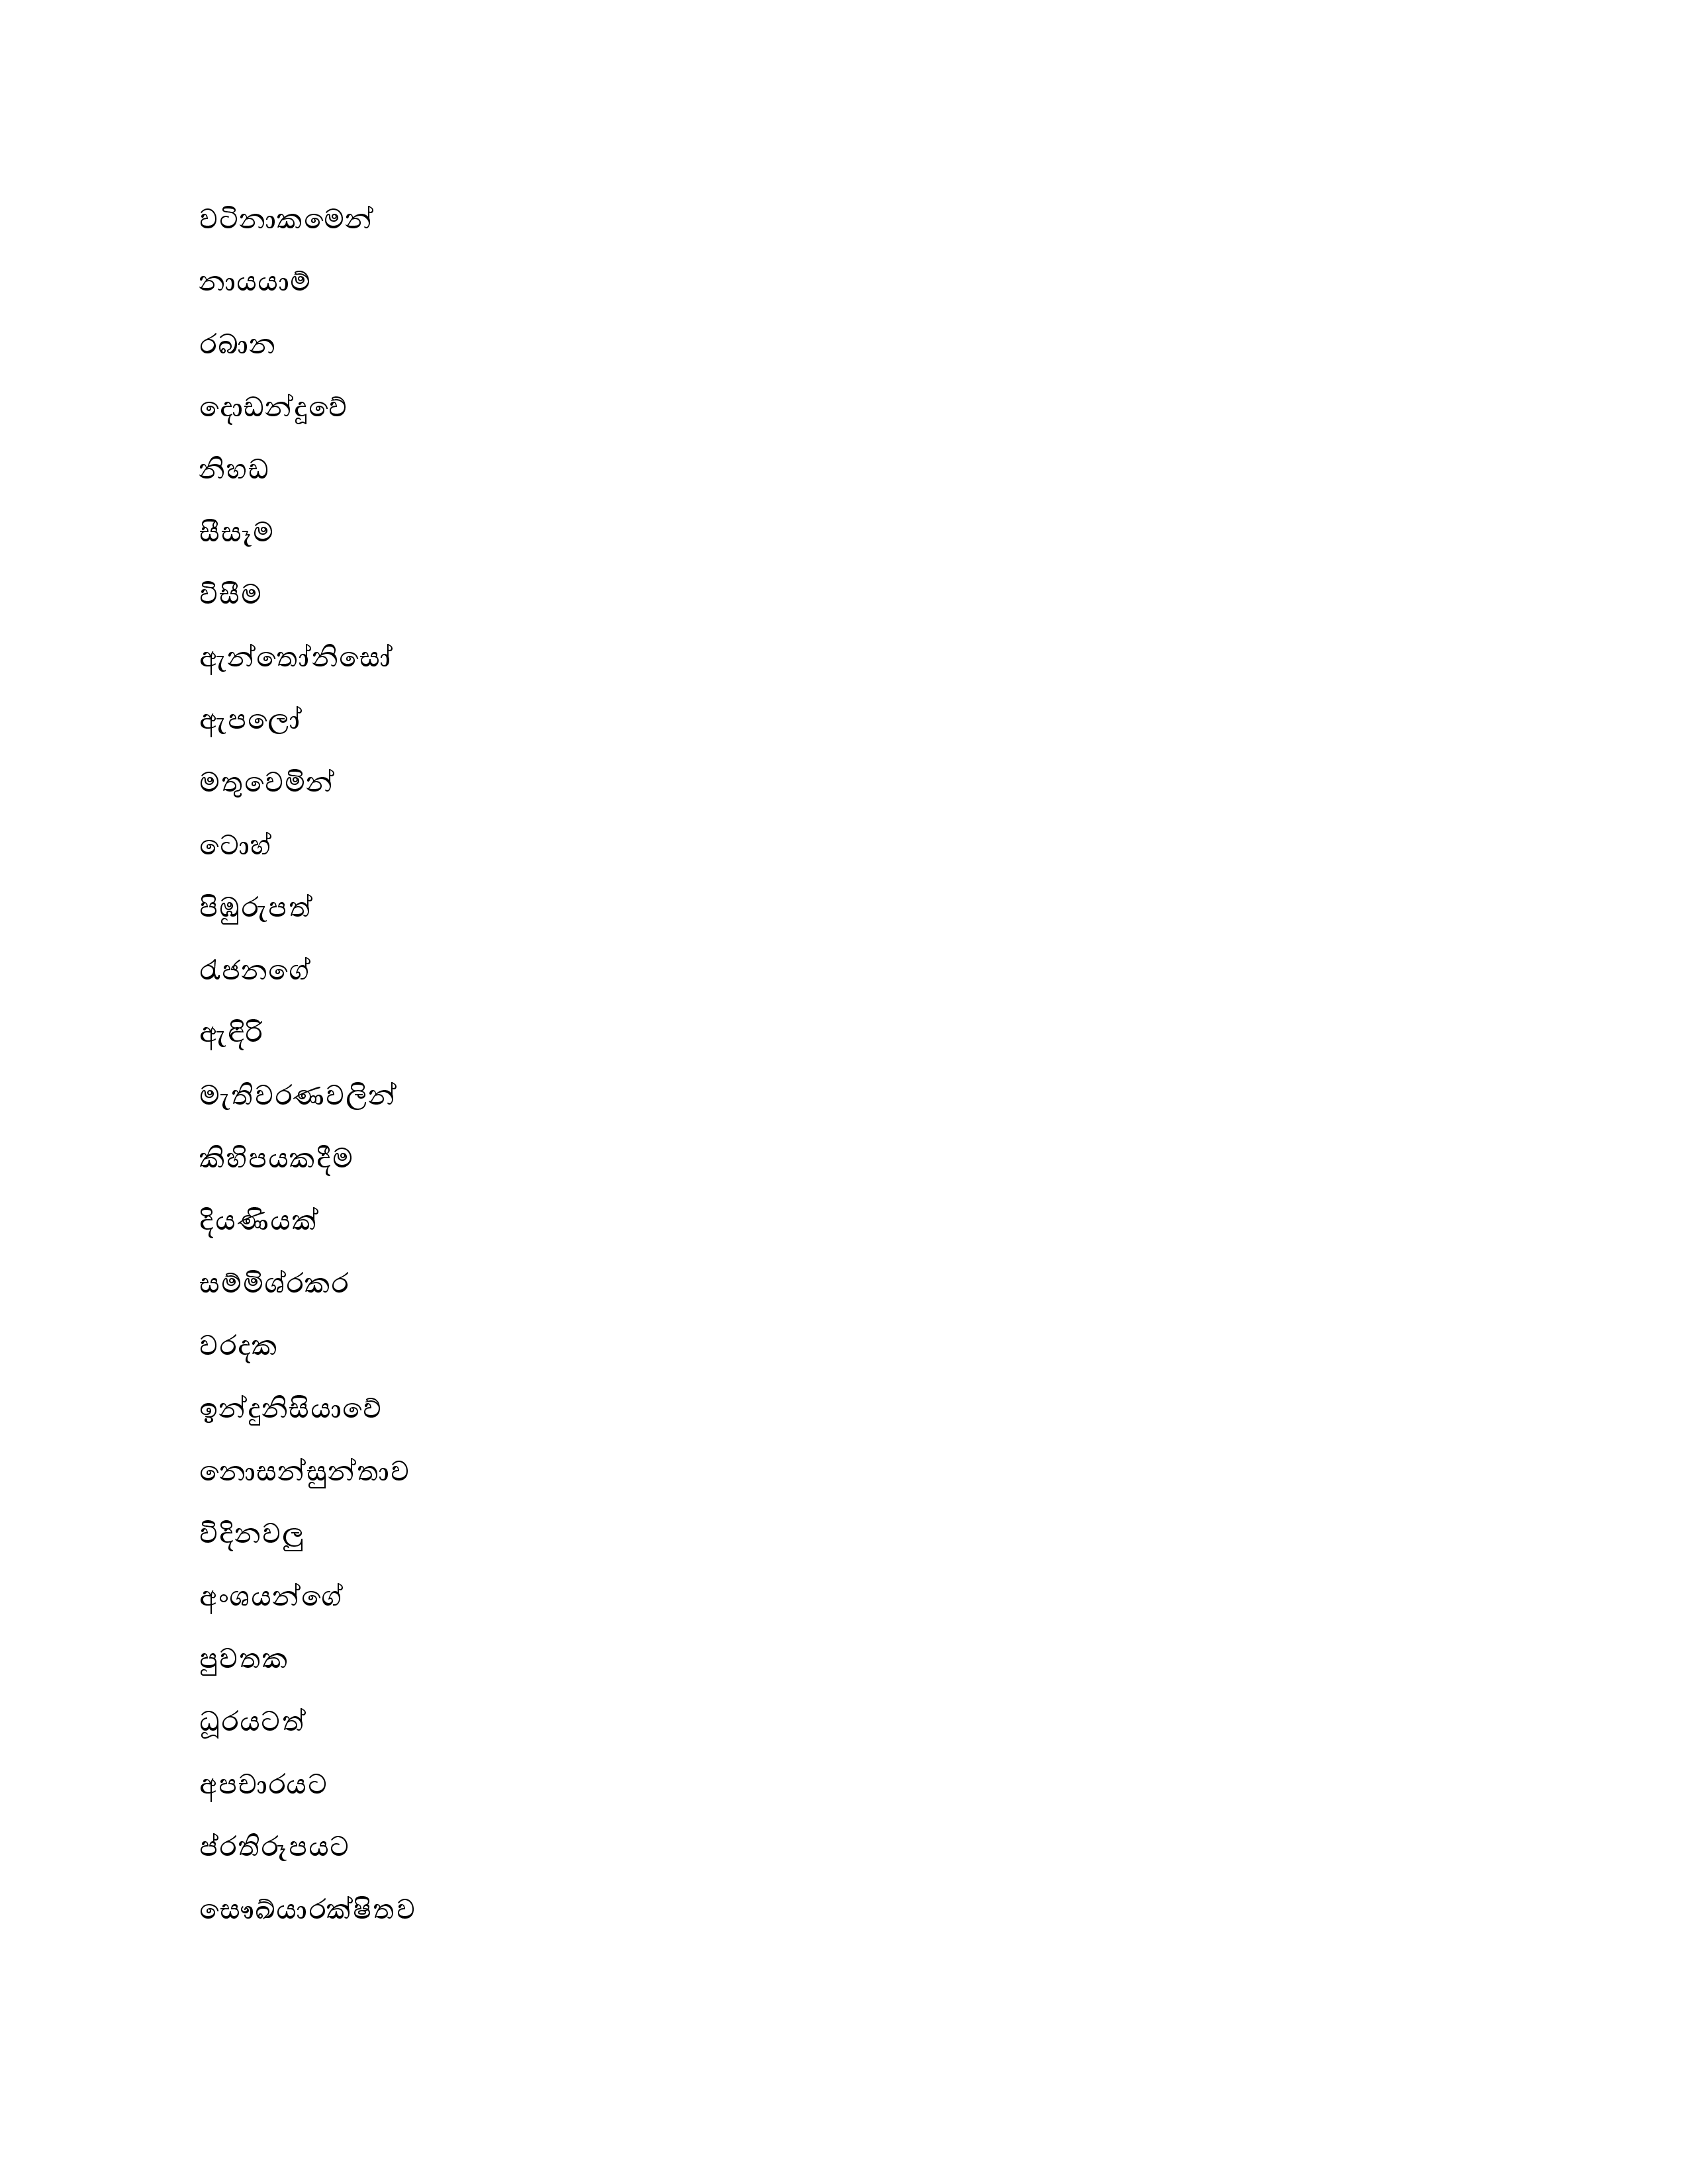 වටිනාකමෙන්
නායයාම්
රබාන
දොඩන්දූවේ
නිහඩ
සීසෑම
විසීම
ඇන්තෝනිසෝ
ඇපලෝ
මතුවෙමින්
ටොහ්
පිඹුරුපත්
රැජනගේ
ඇඳිරි
මැතිවරණවලින්
කිහිපයකදීම
දියණියක්
සම්මිශ්රකර
වරදක
ඉන්දුනිසියාවේ
නොසන්සුන්තාව
විදිනවලු
අංශයන්ගේ
පුවතක
ධූරයටත්
අපචාරයට
ප්රතිරූපයට
සෞඛ්යාරක්ෂිතව